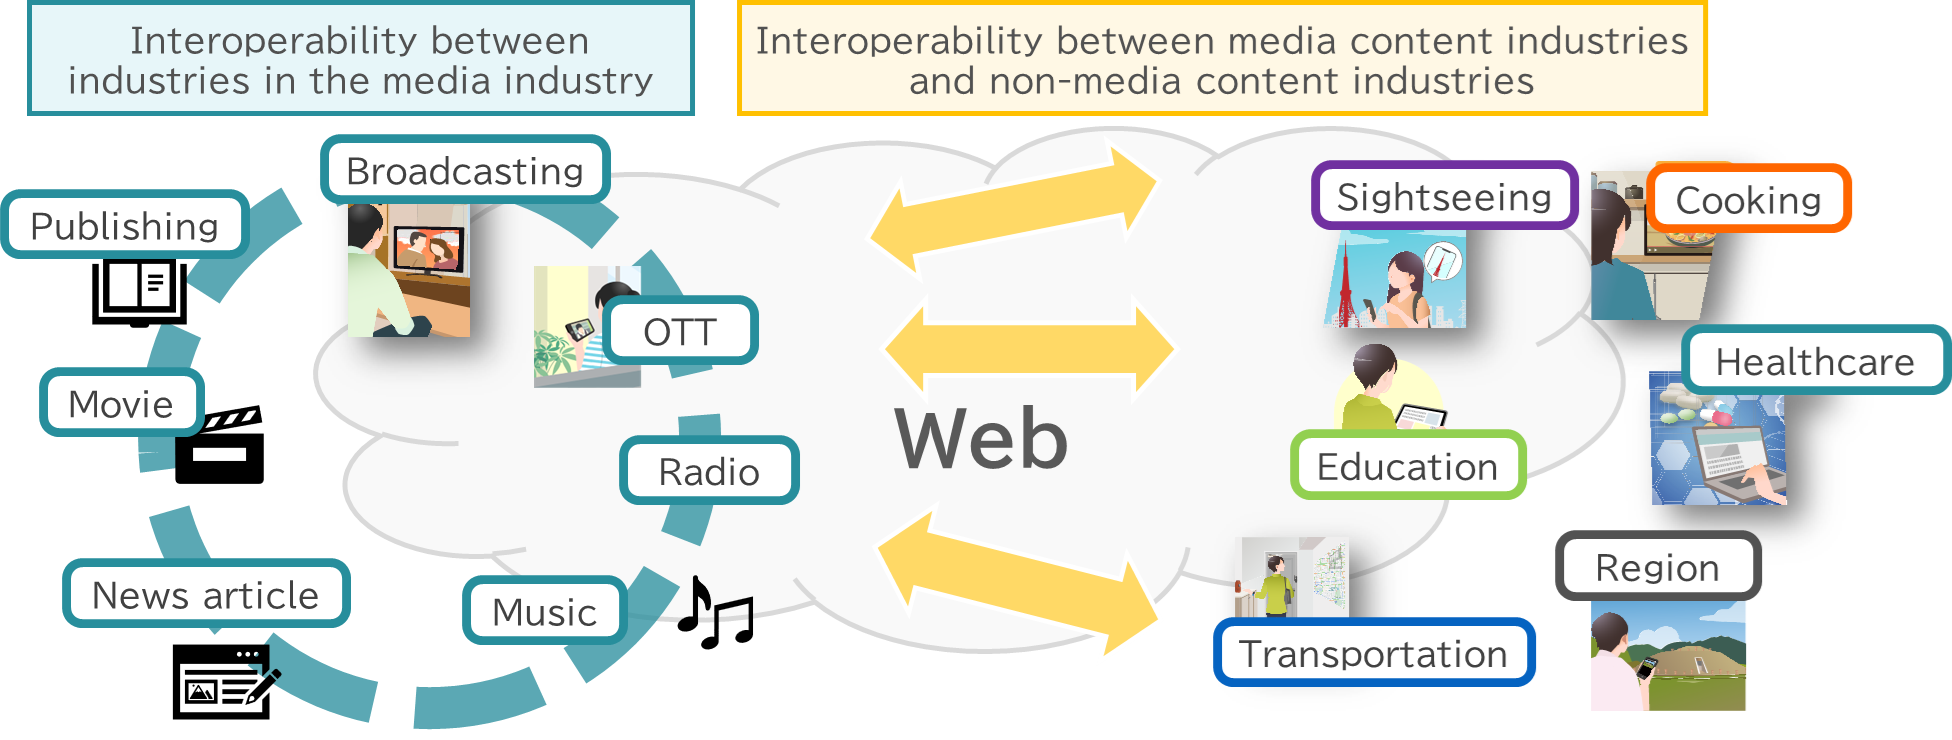 Interoperability between
industries in the media industry
Interoperability between media content industries
and non-media content industries
Broadcasting
Publishing
OTT
Movie
Radio
News article
Music
Web
Sightseeing
Cooking
Healthcare
Education
Region
Transportation